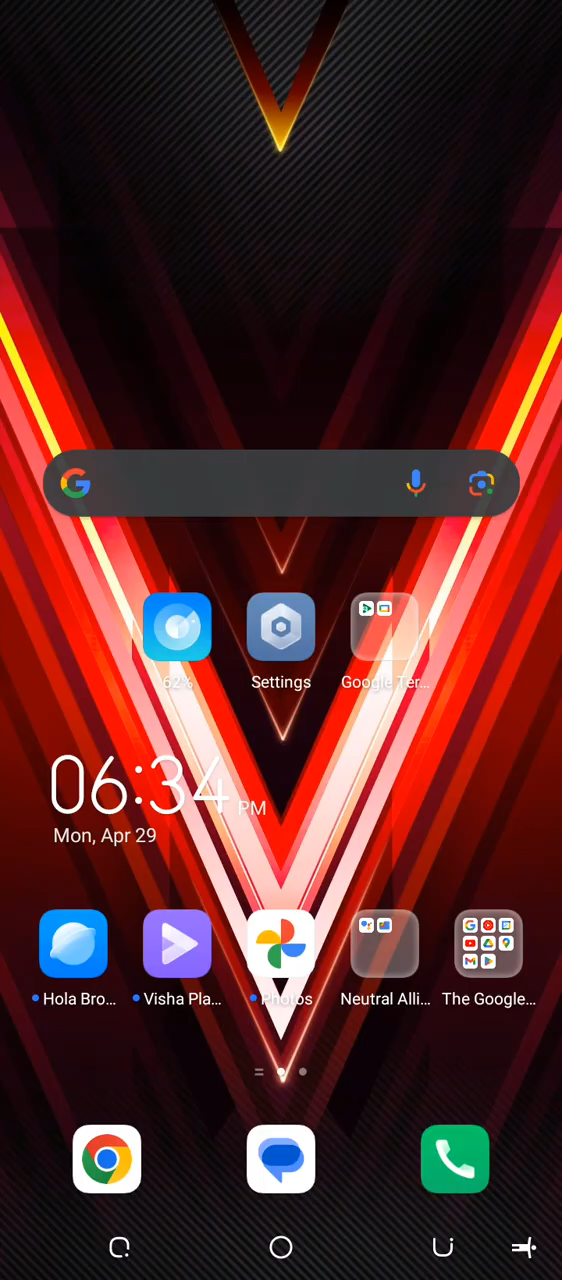 62%
Settings
Google Ter...
06:34 PM
Mon, Apr 29
Hola Bro...
Visha Pla...
Photos
Neutral Alli...
The Google...